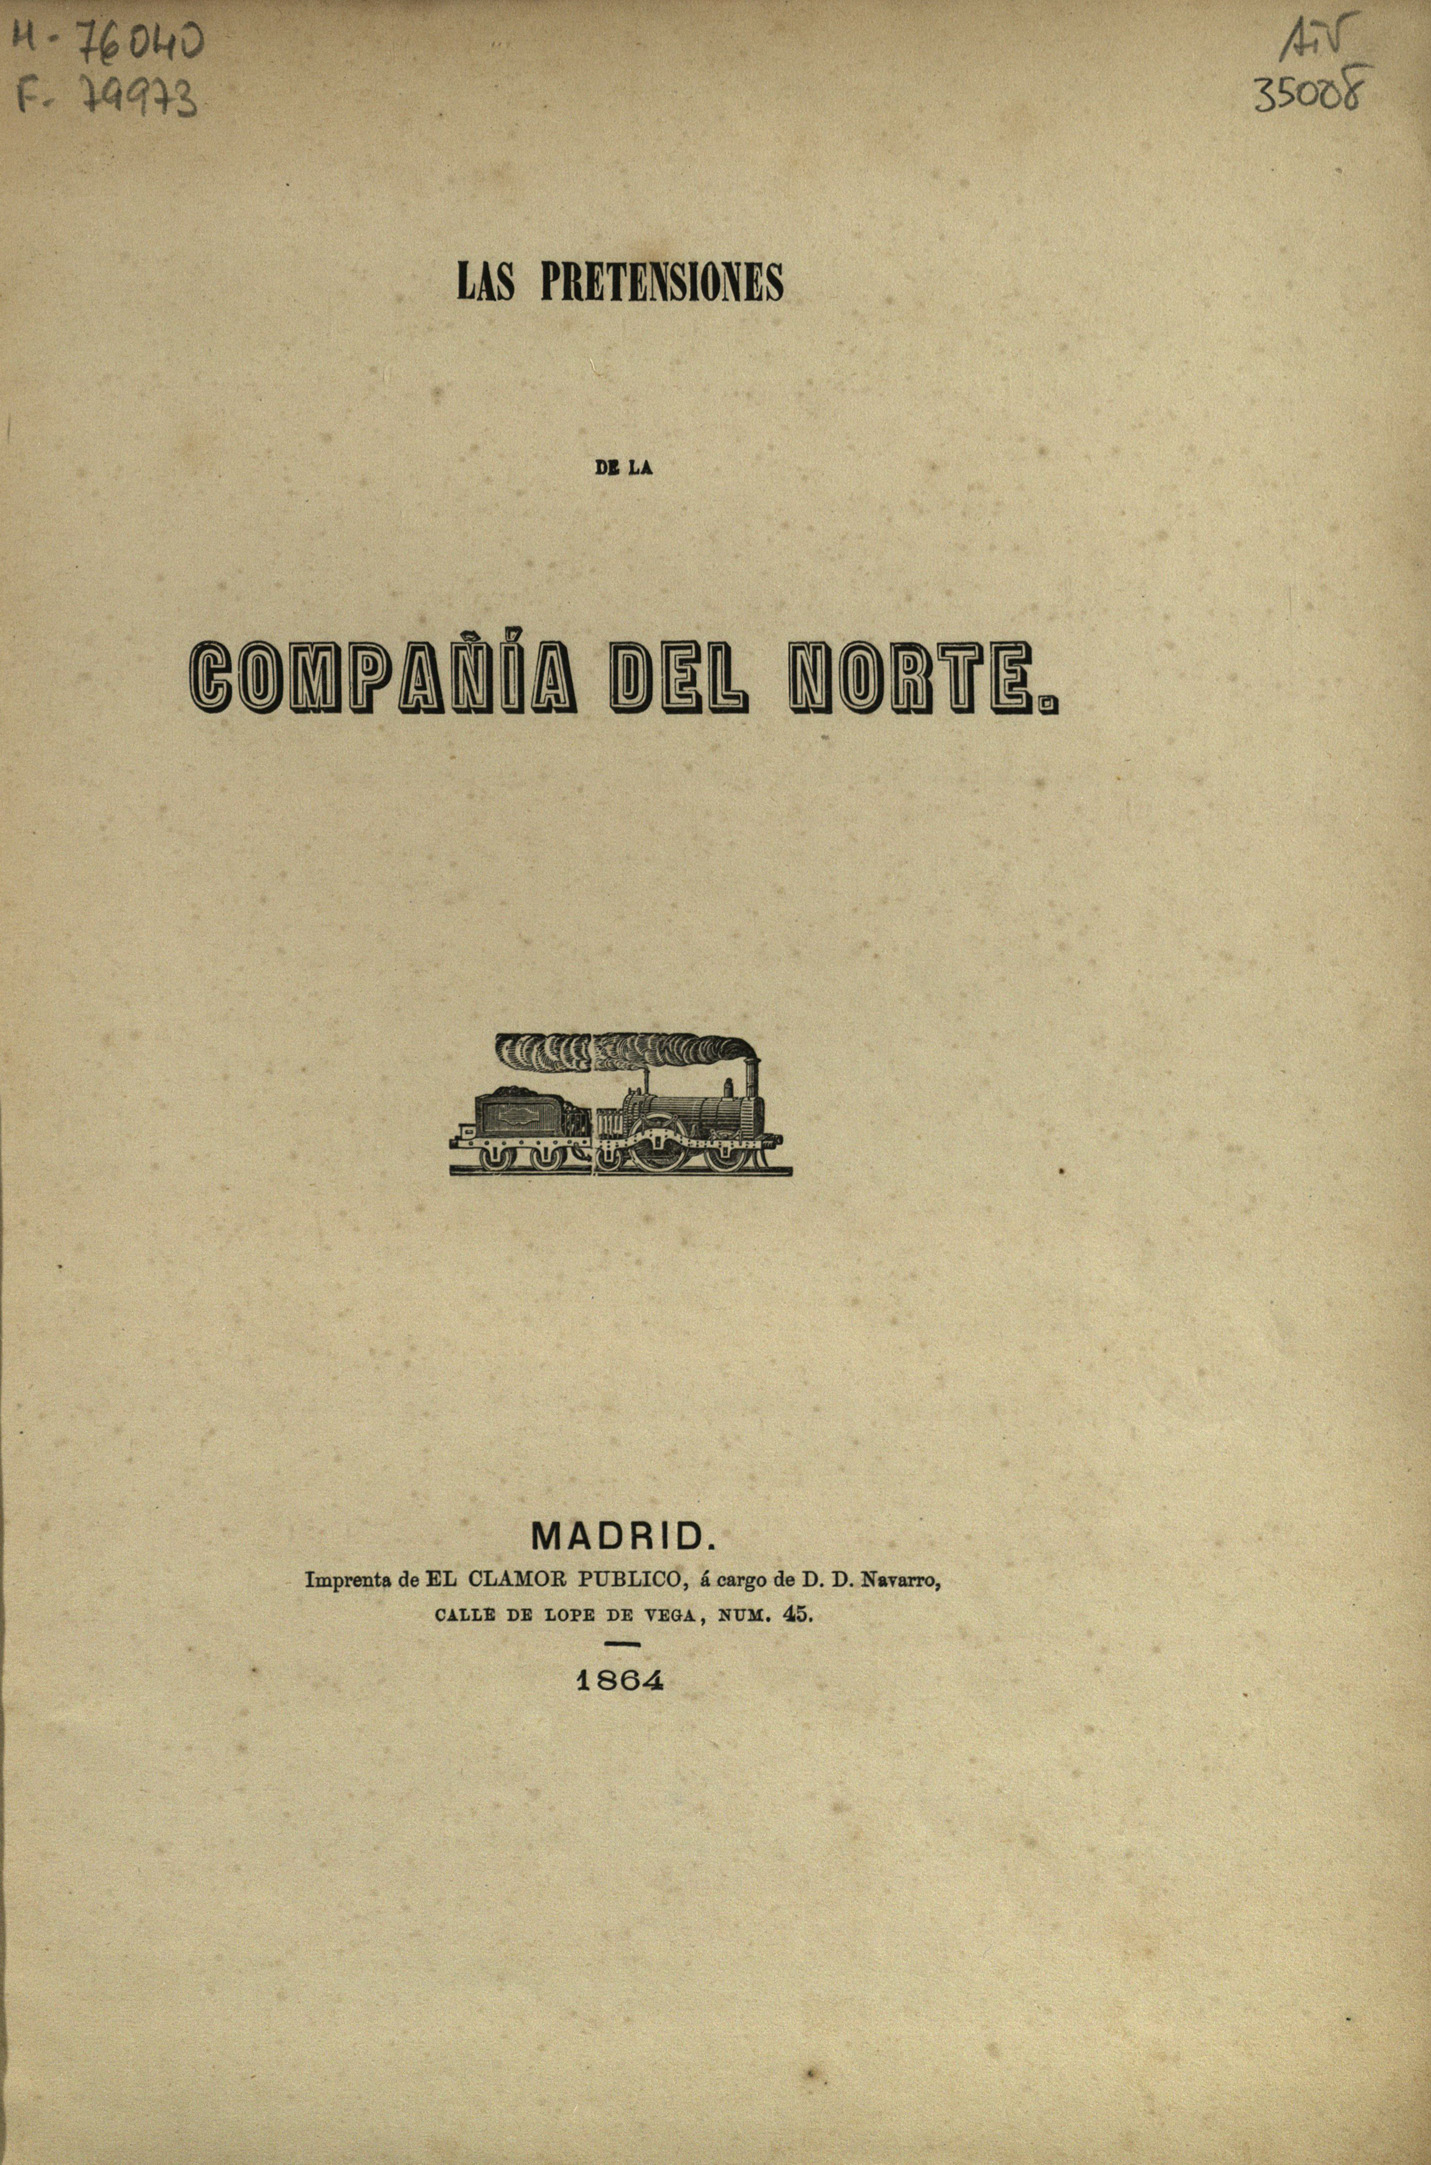 M- 76040
F. 79973
AiV
35008
LAS PRETENSIONES
DE LA
COMPAÑÍA DEL NORTE.
MADRID.
Imprenta de EL CLAMOR PUBLICO, á cargo de D. D. Navarro,
CALLE DE LOPE DE VEGA, NUM. 45.
1864